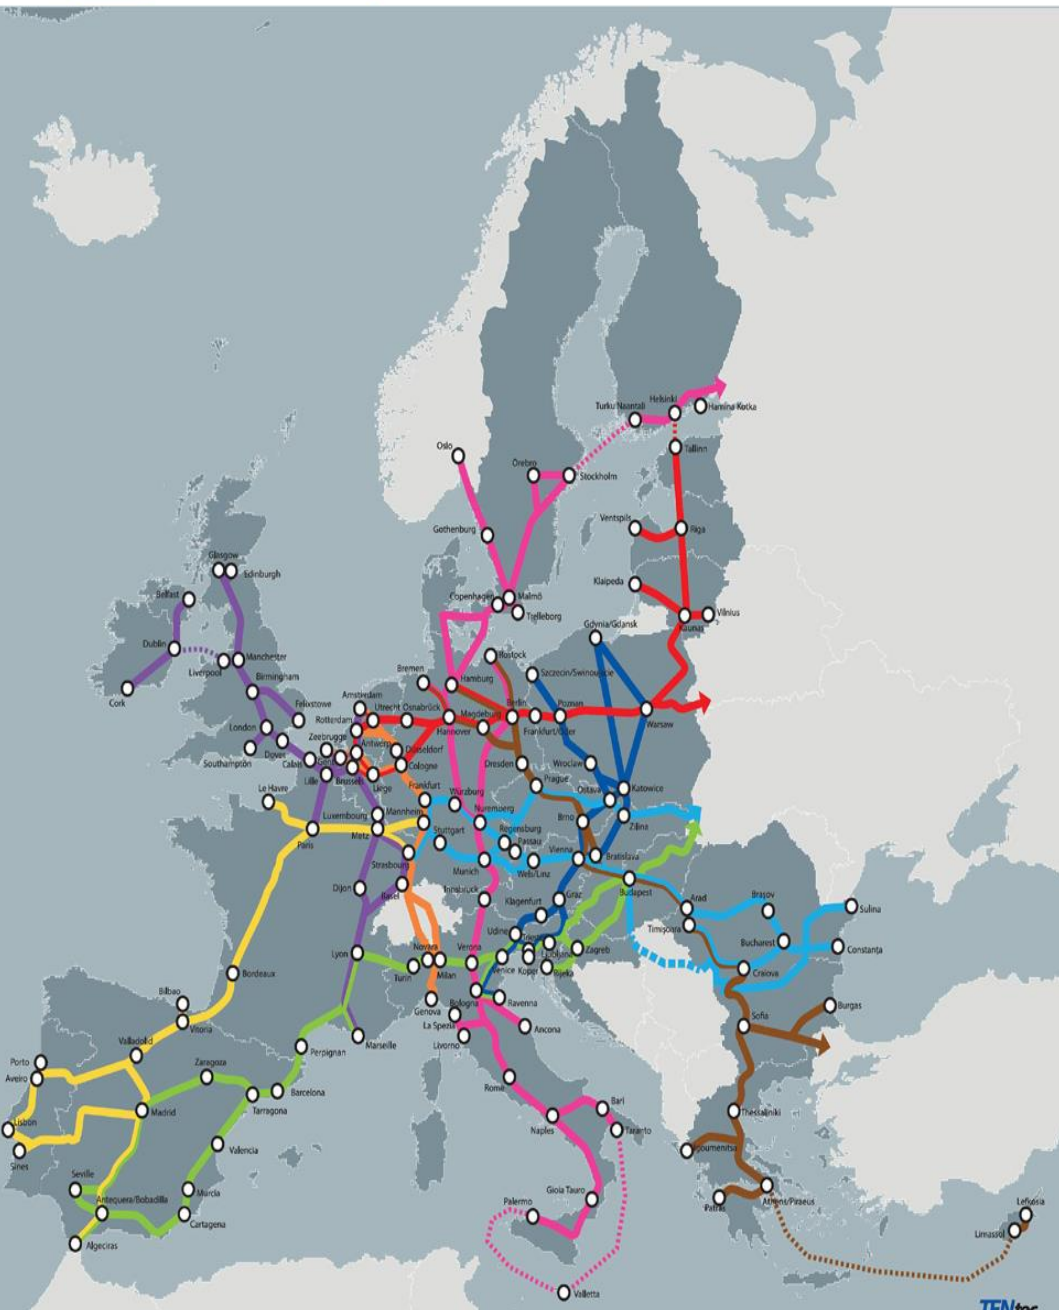 Helsinki
Turku Naantali
Hamina Kotka
Tallinn
Oslo
Örebro
Stockholm
Ventspils
Riga
Gothenburg
Glasgow
Edinburgh
Klaipeda
Belfast
Copenhagen
Malmö
Trelleborg
Vilnius
Kaunas
Gdynia/Gdansk
Dublin
Liverpool
Manchester
Rostock
Szczecin/Swinoujscie
Cork
Birmingham
Bremen
Hamburg
Felixstowe
Amsterdam
Utrecht
Osnabrück
Magdeburg
Berlin
Poznan
Warsaw
London
Rotterdam
Hannover
Frankfurt/Oder
Southampton
Dover
Zeebrugge
Antwerp
Düsseldorf
Calais
Gent
Cologne
Dresden
Wroclaw
Lille
Brussels
Liege
Prague
Le Havre
Frankfurt
Würzburg
Ostrava
Katowice
Luxembourg
Mannheim
Nuremberg
Brno
Zilina
Paris
Metz
Stuttgart
Regensburg
Passau
Strasbourg
Munich
Wels/Linz
Vienna
Bratislava
Dijon
Basel
Innsbruck
Budapest
Klagenfurt
Graz
Arad
Braşov
Sulina
Udine
Timişoara
Bucharest
Constanţa
Lyon
Novara
Verona
Ljubljana
Zagreb
Turin
Milan
Venice
Koper
Rijeka
Craiova
Bordeaux
Bilbao
Bologna
Ravenna
Genova
La Spezia
Ancona
Livorno
Burgas
Sofia
Vitoria
Marseille
Valladolid
Perpignan
Porto
Aveiro
Zaragoza
Rome
Barcelona
Tarragona
Madrid
Bari
Naples
Taranto
Thessaliniki
Lisbon
Sines
Valencia
Igoumenitsa
Seville
Murcia
Gioia Tauro
Antequera/Bobadilla
Palermo
Patras
Athens/Piraeus
Lefkosia
Cartagena
Limassol
Algeciras
Valletta
TENtec